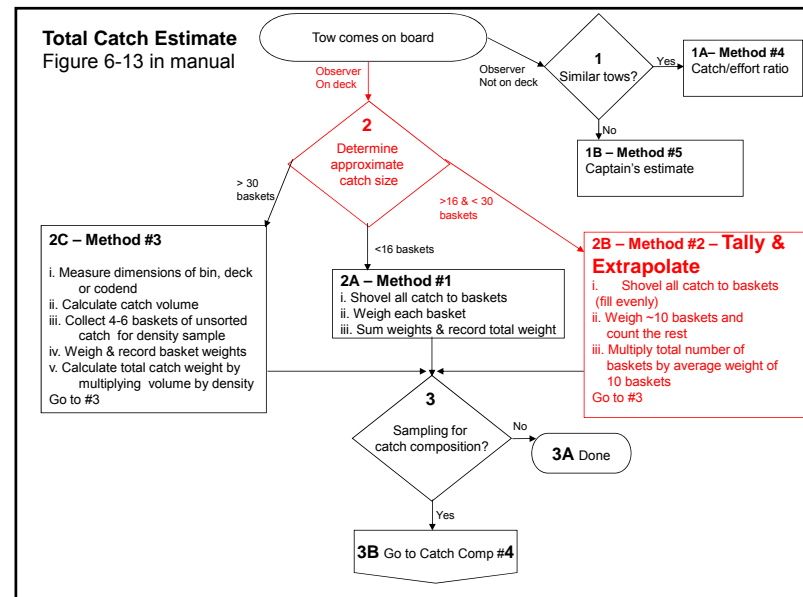 Total Catch Estimate
Figure 6-13 in manual
Tow comes on board
Observer
On deck
Observer
Not on deck
1
Similar tows?
Yes
1A– Method #4
Catch/effort ratio
No
1B – Method #5
Captain’s estimate
2
Determine
approximate
catch size
> 30
baskets
<16 baskets
>16 & < 30
baskets
2C – Method #3
i. Measure dimensions of bin, deck
or codend
ii. Calculate catch volume
iii. Collect 4-6 baskets of unsorted
catch for density sample
iv. Weigh & record basket weights
v. Calculate total catch weight by
multiplying volume by density
Go to #3
2A – Method #1
i. Shovel all catch to baskets
ii. Weigh each basket
iii. Sum weights & record total weight
2B – Method #2 – Tally &
Extrapolate
i. Shovel all catch to baskets
(fill evenly)
ii. Weigh ~10 baskets and
count the rest
iii. Multiply total number of
baskets by average weight of
10 baskets
Go to #3
3
Sampling for
catch composition?
No
3A Done
Yes
3B Go to Catch Comp #4